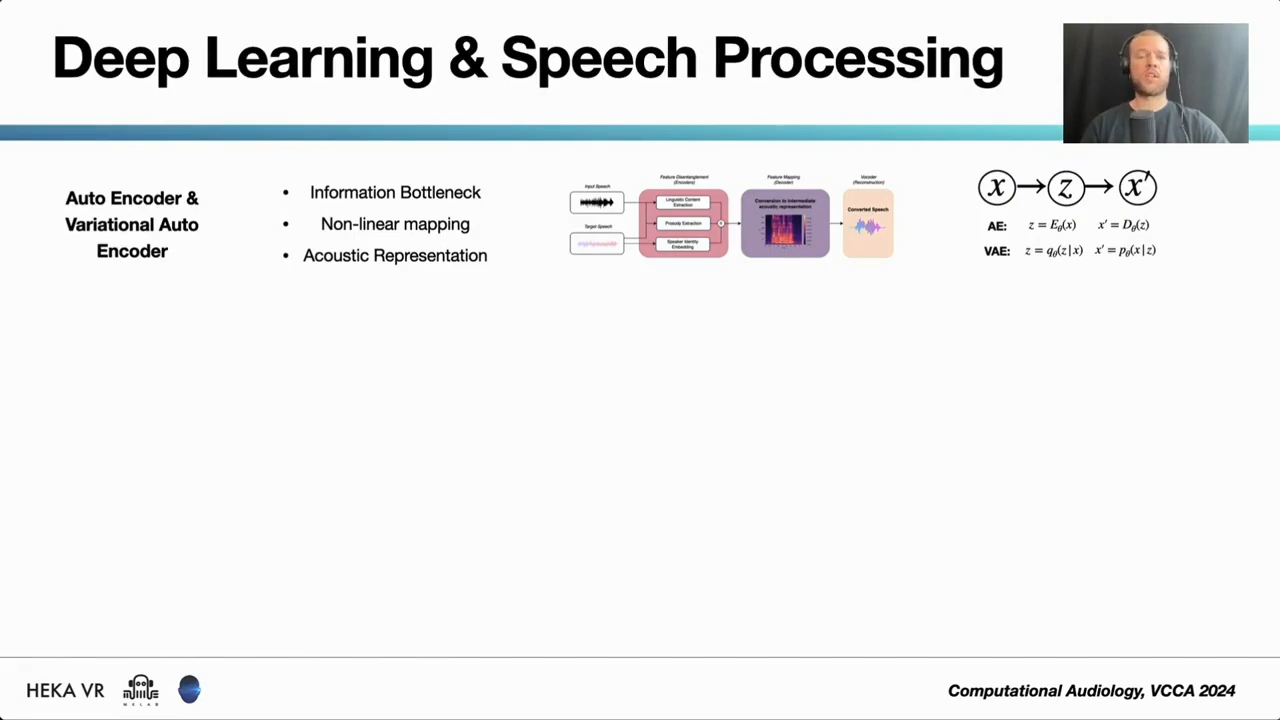 Deep Learning & Speech Processing
Auto Encoder &
Variational Auto
Encoder
• Information Bottleneck
• Non-linear mapping
• Acoustic Representation
Input Speech
Target Speech
Feature Disentanglement
(Encoders)
Linguistic Content
Extraction
Prosody Extraction
Speaker Identity
Embedding
Feature Mapping
(Decoder)
Conversion to intermediate
acoustic representation
Vocoder
(Reconstruction)
Converted Speech
x → z → x′
AE: z = E_θ(x) x′ = D_θ(z)
VAE: z = q_θ(z|x) x′ = p_θ(x|z)
HEKA VR
MELAB
Computational Audiology, VCCA 2024